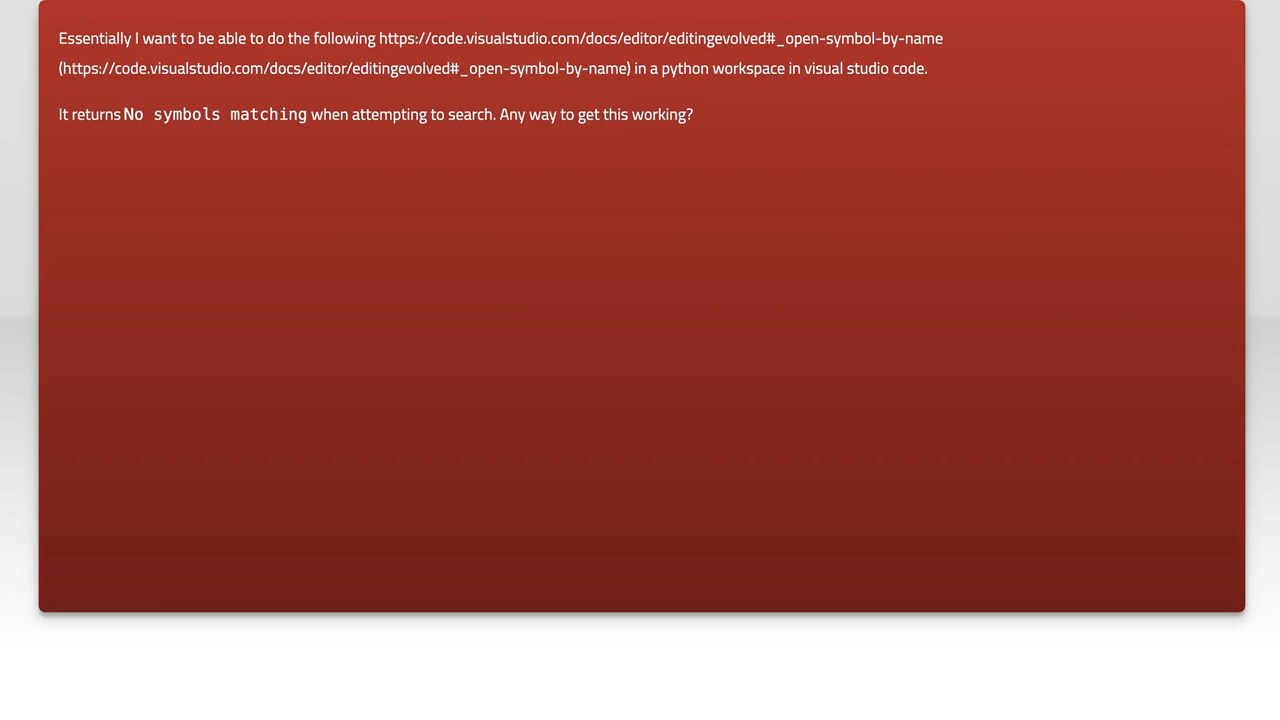 Essentially I want to be able to do the following https://code.visualstudio.com/docs/editor/editingevolved#_open-symbol-by-name
(https://code.visualstudio.com/docs/editor/editingevolved#_open-symbol-by-name) in a python workspace in visual studio code.
It returns No symbols matching when attempting to search. Any way to get this working?